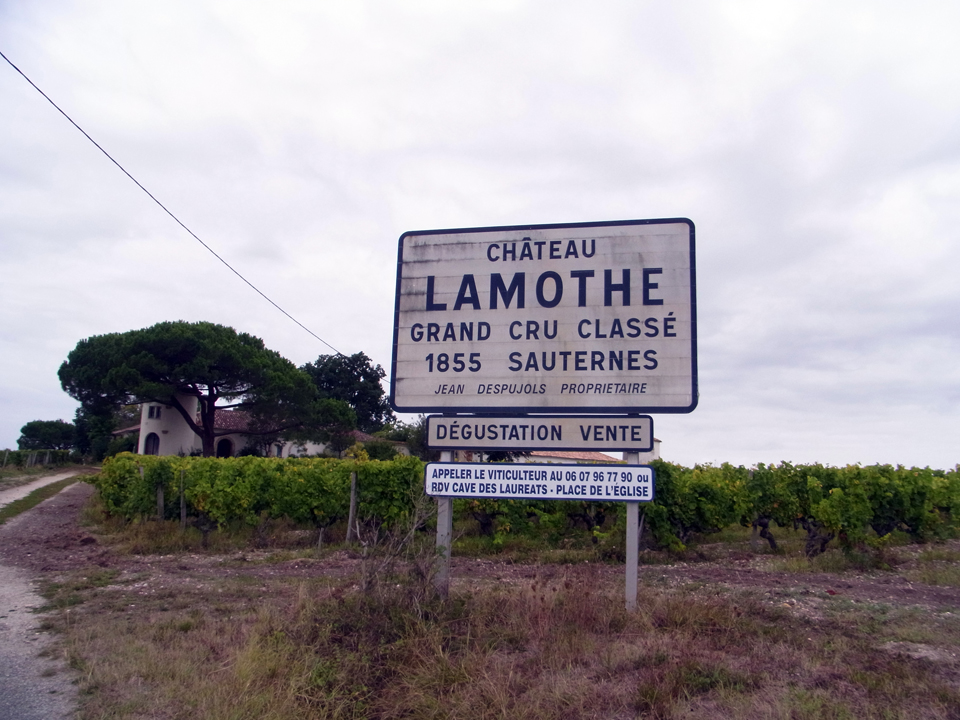 CHÂTEAU
LAMOTHE
GRAND CRU CLASSÉ
1855 SAUTERNES
JEAN DESPUJOLS PROPRIETAIRE
DÉGUSTATION VENTE
APPELER LE VITICULTEUR AU 06 07 96 77 90 ou
RDV CAVE DES LAUREATS - PLACE DE L'ÉGLISE